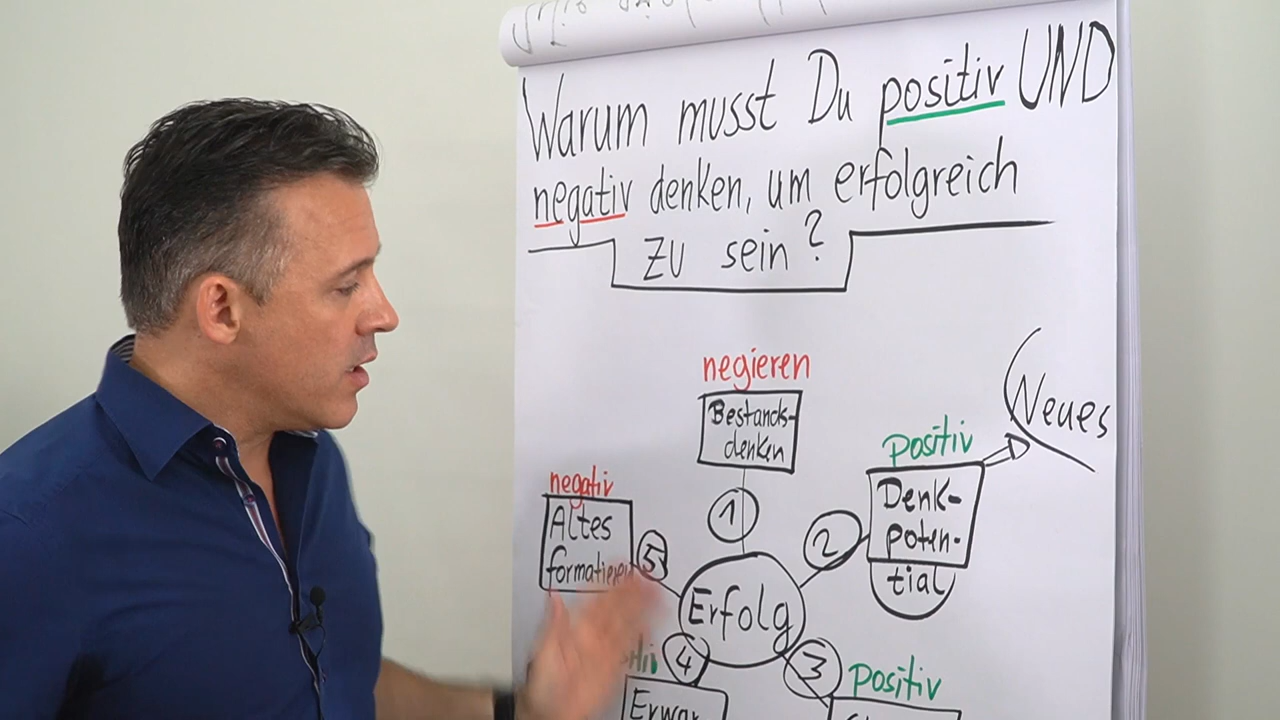 Warum musst Du positiv UND
negativ denken, um erfolgreich
zu sein?
negieren
Bestands-
denken
1
positiv
Neues
Denk-
poten-
tial
2
negativ
Altes
formatieren
5
Erfolg
4
3
positiv